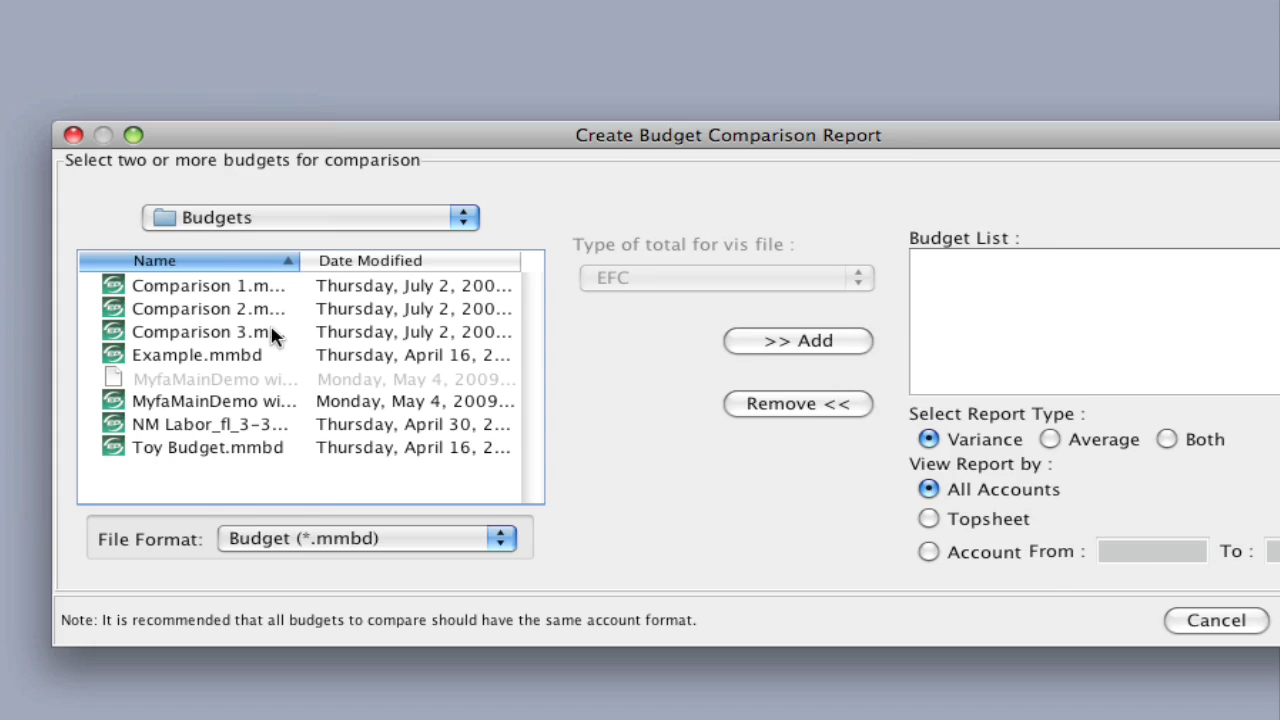 Create Budget Comparison Report
Select two or more budgets for comparison
Budgets
Name Date Modified
Comparison 1.m... Thursday, July 2, 200...
Comparison 2.m... Thursday, July 2, 200...
Comparison 3.m Thursday, July 2, 200...
Example.mmbd Thursday, April 16, 2...
MyfaMainDemo wi... Monday, May 4, 2009...
MyfaMainDemo wi... Monday, May 4, 2009...
NM Labor_fl_3-3... Thursday, April 30, 2...
Toy Budget.mmbd Thursday, April 16, 2...
File Format: Budget (*.mmbd)
Type of total for vis file :
EFC
>> Add
Remove <<
Budget List :
Select Report Type :
Variance Average Both
View Report by :
All Accounts
Topsheet
Account From : To :
Note: It is recommended that all budgets to compare should have the same account format.
Cancel